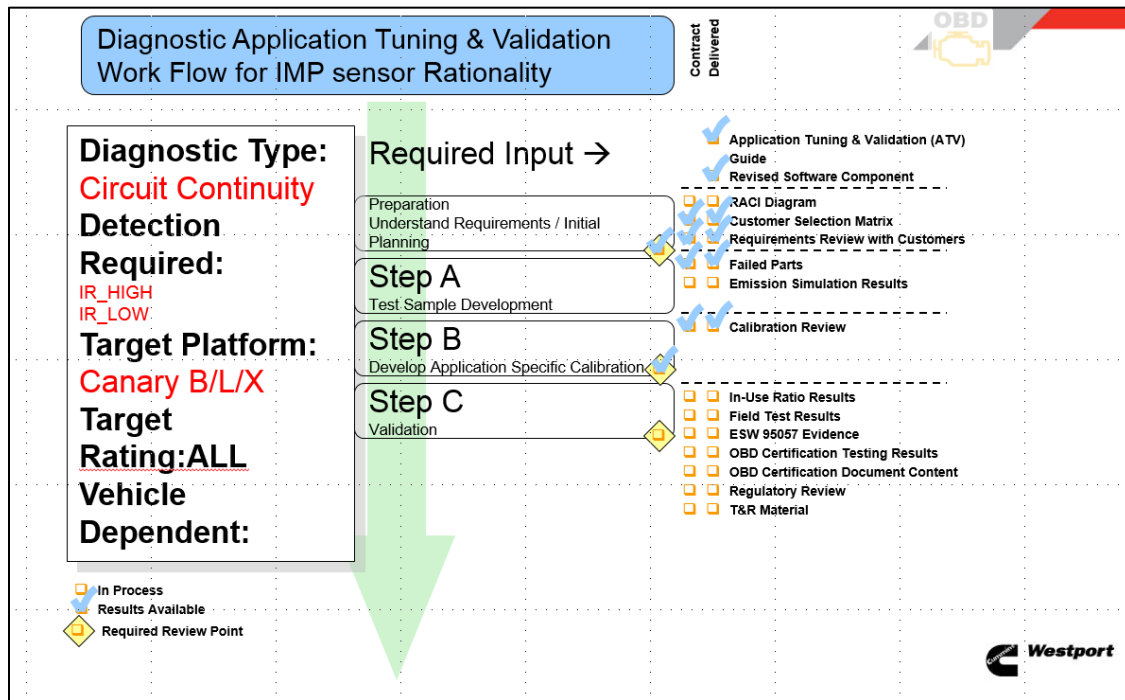 Diagnostic Application Tuning & Validation
Work Flow for IMP sensor Rationality
Contract
Delivered
OBD
Diagnostic Type:
Circuit Continuity
Detection
Required:
IR_HIGH
IR_LOW
Target Platform:
Canary B/L/X
Target
Rating:ALL
Vehicle
Dependent:
Required Input →
Preparation
Understand Requirements / Initial
Planning
Step A
Test Sample Development
Step B
Develop Application Specific Calibration
Step C
Validation
Application Tuning & Validation (ATV)
Guide
Revised Software Component
RACI Diagram
Customer Selection Matrix
Requirements Review with Customers
Failed Parts
Emission Simulation Results
Calibration Review
In-Use Ratio Results
Field Test Results
ESW 95057 Evidence
OBD Certification Testing Results
OBD Certification Document Content
Regulatory Review
T&R Material
In Process
Results Available
Required Review Point
Cummins Westport